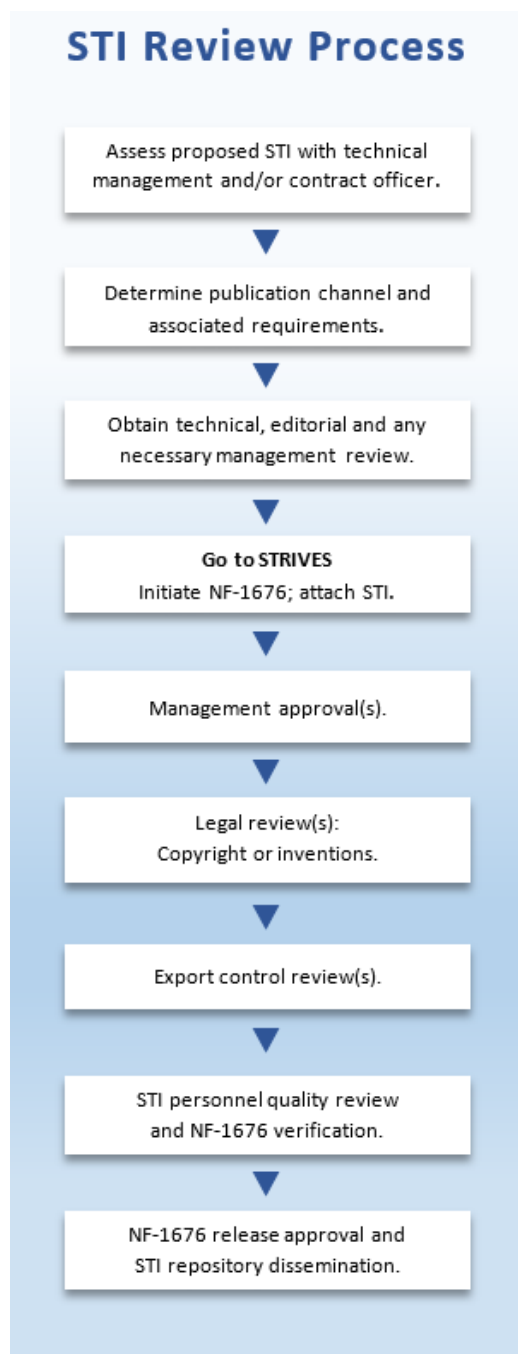 STI Review Process
Assess proposed STI with technical
management and/or contract officer.
Determine publication channel and
associated requirements.
Obtain technical, editorial and any
necessary management review.
Go to STRIVES
Initiate NF-1676; attach STI.
Management approval(s).
Legal review(s):
Copyright or inventions.
Export control review(s).
STI personnel quality review
and NF-1676 verification.
NF-1676 release approval and
STI repository dissemination.